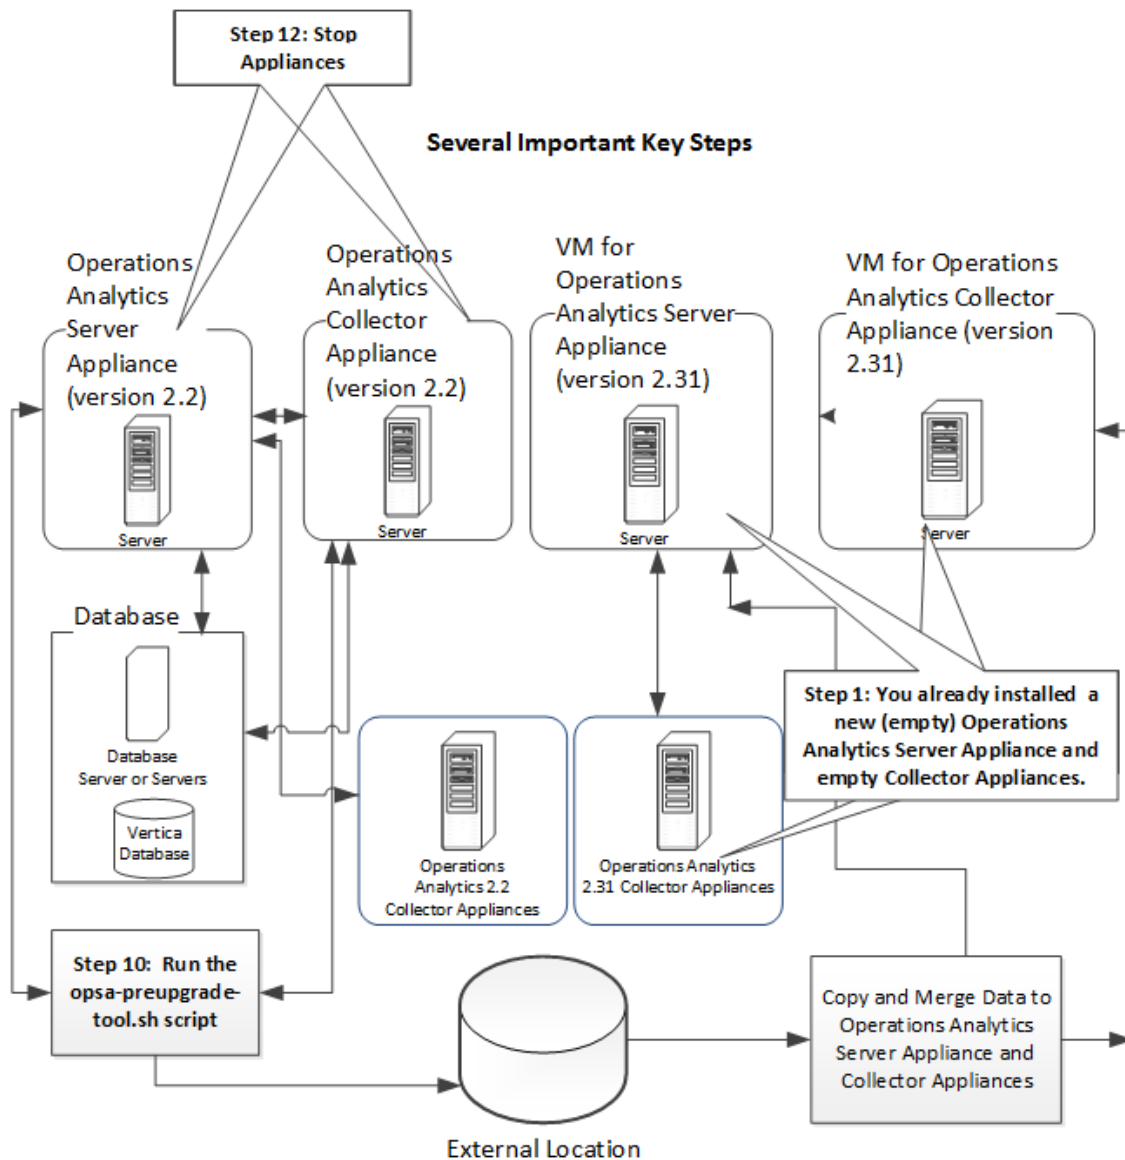 Step 12: Stop
Appliances
Several Important Key Steps
Operations
Analytics
Server
Appliance
(version 2.2)
Server
Operations
Analytics
Collector
Appliance
(version 2.2)
Server
VM for
Operations
Analytics Server
Appliance
(version 2.31)
Server
VM for Operations
Analytics Collector
Appliance (version
2.31)
Server
Database
Database
Server or Servers
Vertica
Database
Operations
Analytics 2.2
Collector Appliances
Operations Analytics
2.31 Collector Appliances
Step 1: You already installed a
new (empty) Operations
Analytics Server Appliance and
empty Collector Appliances.
Step 10: Run the
opsa-preupgrade-
tool.sh script
External Location
Copy and Merge Data to
Operations Analytics
Server Appliance and
Collector Appliances